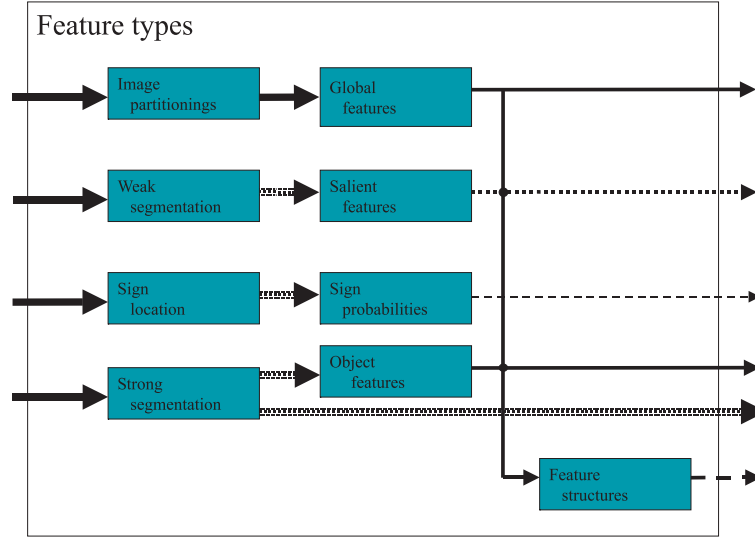 Feature types
Image
partitionings
Global
features
Weak
segmentation
Salient
features
Sign
location
Sign
probabilities
Strong
segmentation
Object
features
Feature
structures